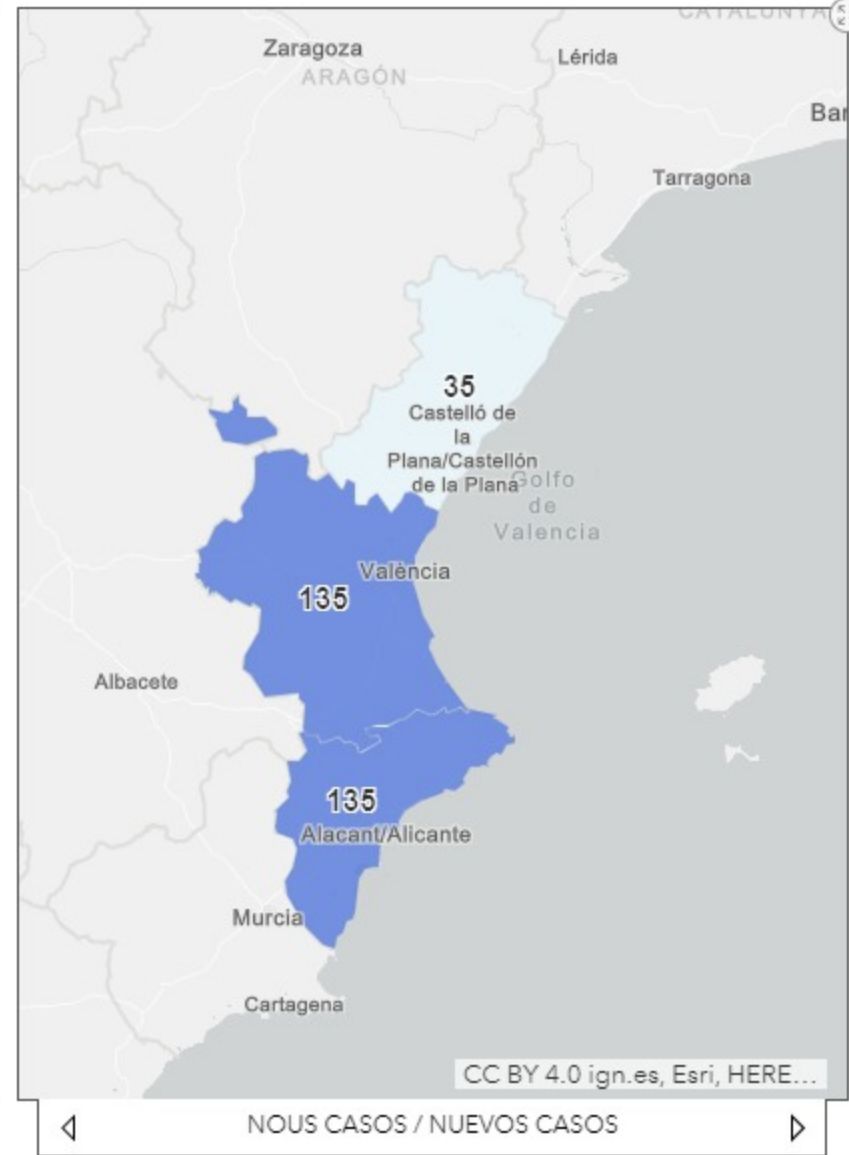 CATALUNYA
Zaragoza
ARAGÓN
Lérida
Bar
Tarragona
35
Castelló de
la
Plana/Castellón
de la Plana
Golfo
de
Valencia
València
135
Albacete
135
Alacant/Alicante
Murcia
Cartagena
CC BY 4.0 ign.es, Esri, HERE...
NOUS CASOS / NUEVOS CASOS